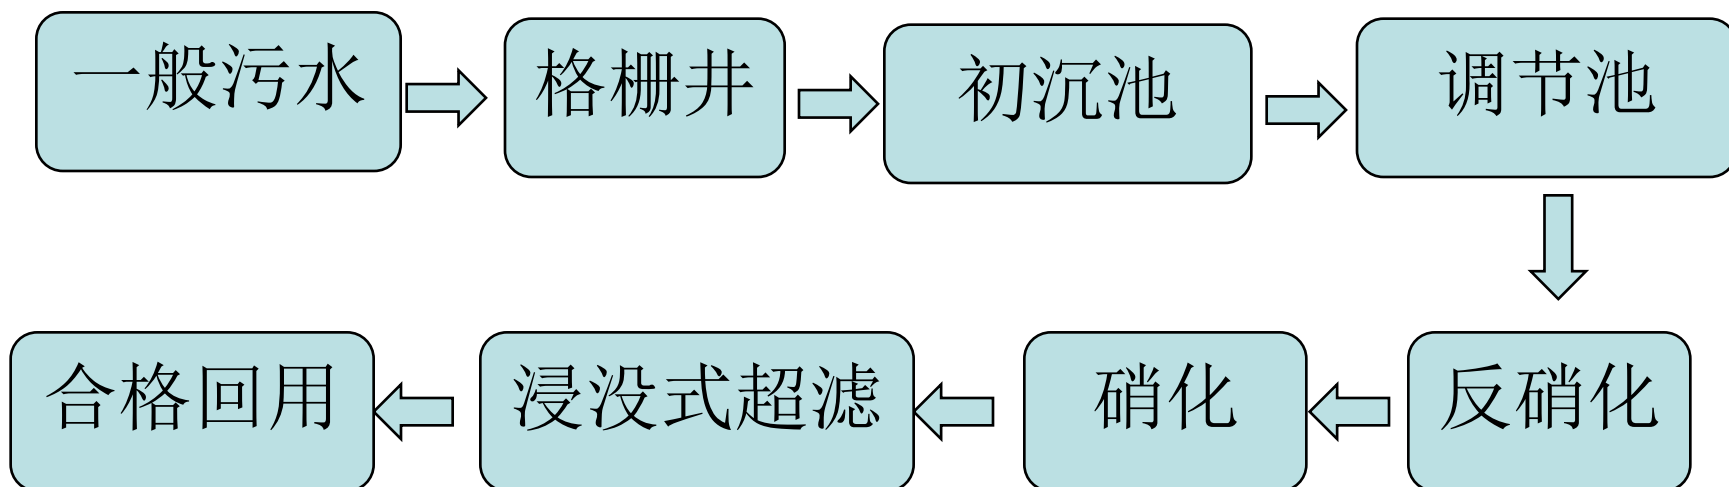 一般污水
格栅井
初沉池
调节池
反硝化
硝化
浸没式超滤
合格回用